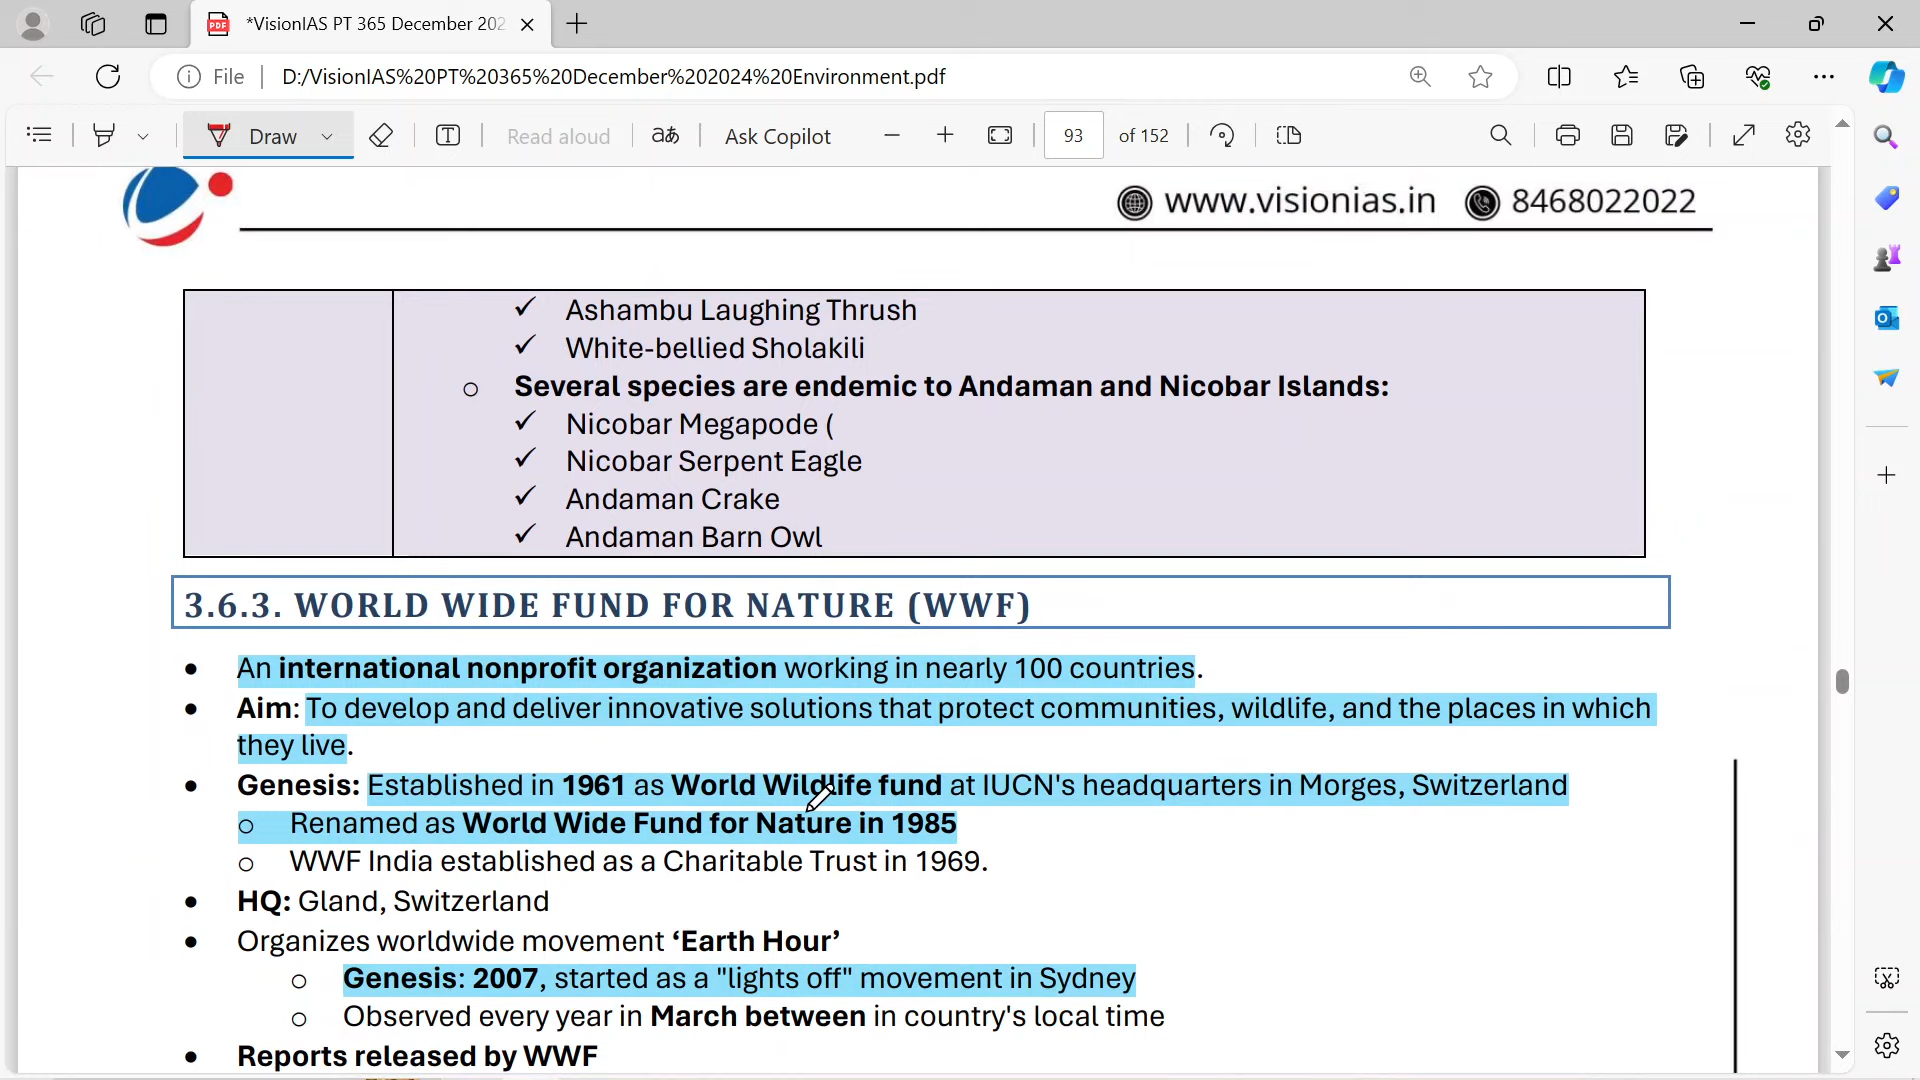 *VisionIAS PT 365 December 202
File
D:/VisionIAS%20PT%20365%20December%202024%20Environment.pdf
Draw
Read aloud
aあ
Ask Copilot
93 of 152
www.visionias.in 8468022022
✓ Ashambu Laughing Thrush
✓ White-bellied Sholakili
o Several species are endemic to Andaman and Nicobar Islands:
✓ Nicobar Megapode (
✓ Nicobar Serpent Eagle
✓ Andaman Crake
✓ Andaman Barn Owl
3.6.3. WORLD WIDE FUND FOR NATURE (WWF)
• An international nonprofit organization working in nearly 100 countries.
• Aim: To develop and deliver innovative solutions that protect communities, wildlife, and the places in which
they live.
• Genesis: Established in 1961 as World Wildlife fund at IUCN's headquarters in Morges, Switzerland
o Renamed as World Wide Fund for Nature in 1985
o WWF India established as a Charitable Trust in 1969.
• HQ: Gland, Switzerland
• Organizes worldwide movement ‘Earth Hour’
o Genesis: 2007, started as a "lights off" movement in Sydney
o Observed every year in March between in country's local time
• Reports released by WWF